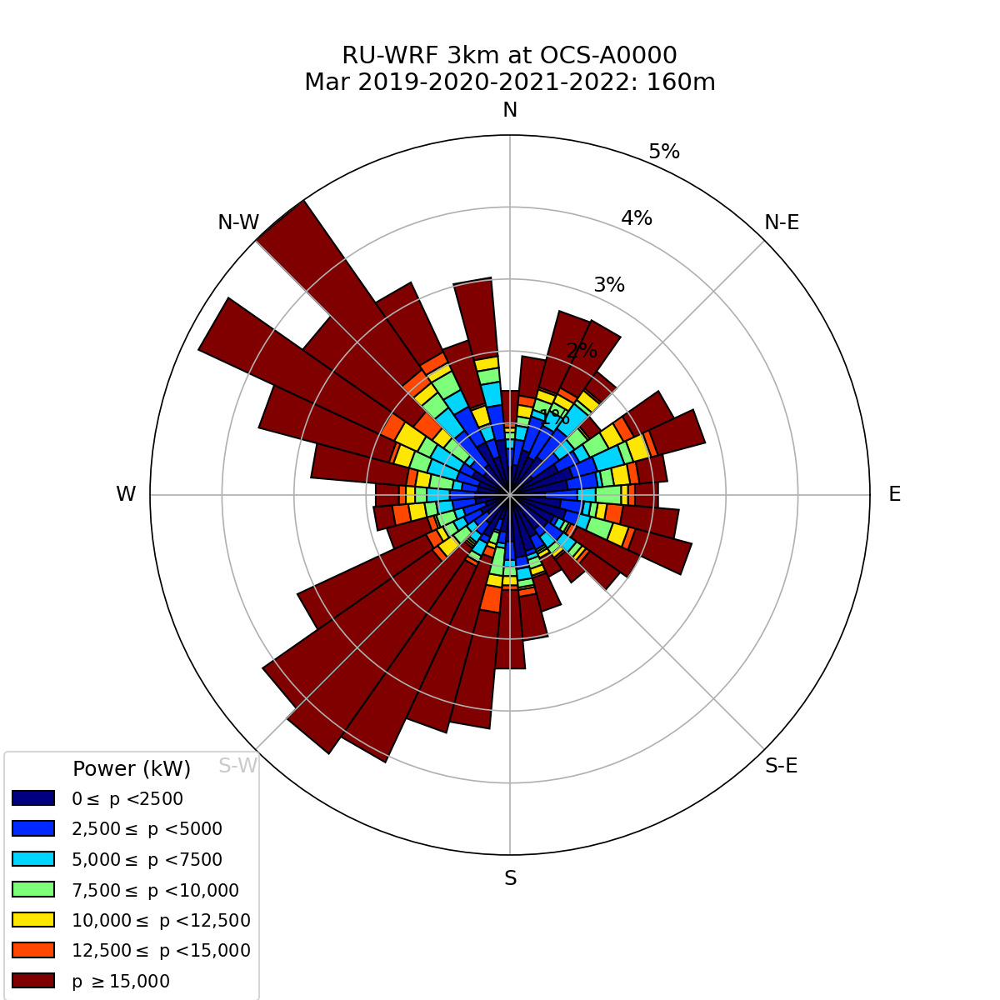 RU-WRF 3km at OCS-A0000
Mar 2019-2020-2021-2022: 160m
N
5%
4%
N-W
N-E
3%
2%
1%
W
E
S-W
S-E
S
Power (kW)
0≤ p <2500
2,500≤ p <5000
5,000≤ p <7500
7,500≤ p <10,000
10,000≤ p <12,500
12,500≤ p <15,000
p ≥15,000